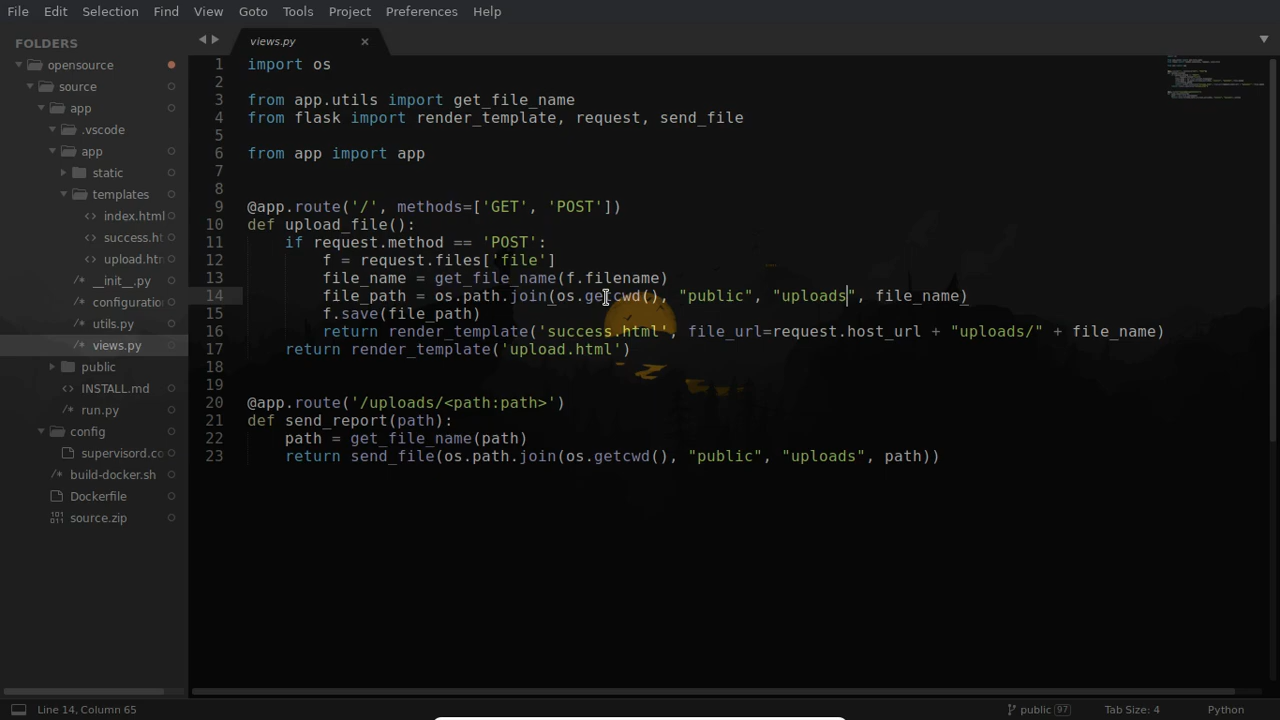 File Edit Selection Find View Goto Tools Project Preferences Help
FOLDERS
opensource
source
app
.vscode
app
static
templates
index.html
success.ht
upload.htm
__init__.py
configuratio
utils.py
views.py
public
INSTALL.md
run.py
config
supervisord.co
build-docker.sh
Dockerfile
source.zip
views.py
1 import os
2
3 from app.utils import get_file_name
4 from flask import render_template, request, send_file
5
6 from app import app
7
8
9 @app.route('/', methods=['GET', 'POST'])
10 def upload_file():
11     if request.method == 'POST':
12         f = request.files['file']
13         file_name = get_file_name(f.filename)
14         file_path = os.path.join(os.getcwd(), "public", "uploads", file_name)
15         f.save(file_path)
16         return render_template('success.html', file_url=request.host_url + "uploads/" + file_name)
17     return render_template('upload.html')
18
19
20 @app.route('/uploads/<path:path>')
21 def send_report(path):
22     path = get_file_name(path)
23     return send_file(os.path.join(os.getcwd(), "public", "uploads", path))
Line 14, Column 65 public 97 Tab Size: 4 Python